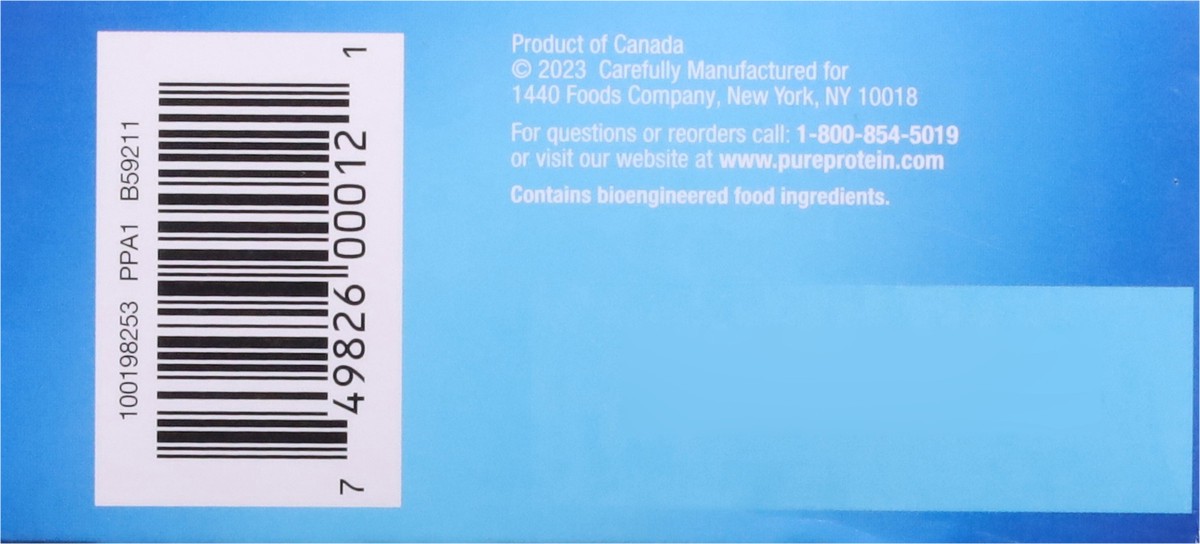 Product of Canada
© 2023 Carefully Manufactured for
1440 Foods Company, New York, NY 10018
For questions or reorders call: 1-800-854-5019
or visit our website at www.pureprotein.com
Contains bioengineered food ingredients.
100198253 PPA1 B59211
7 49826 00012 1